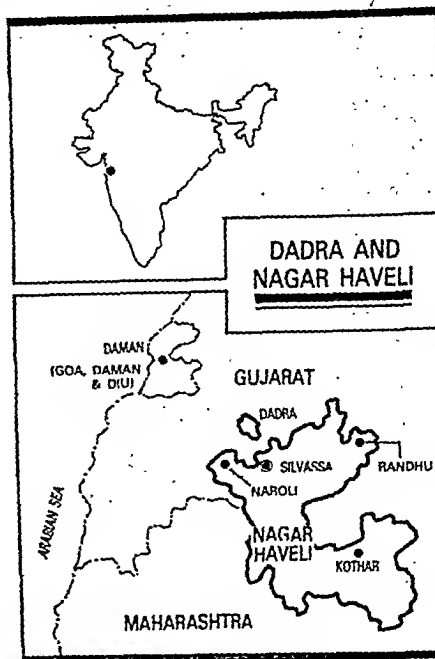 DADRA AND
NAGAR HAVELI
DAMAN
(GOA, DAMAN
& DIU)
GUJARAT
DADRA
SILVASSA
RANDHU
NAROLI
ARABIAN SEA
NAGAR
HAVELI
KOTHAR
MAHARASHTRA